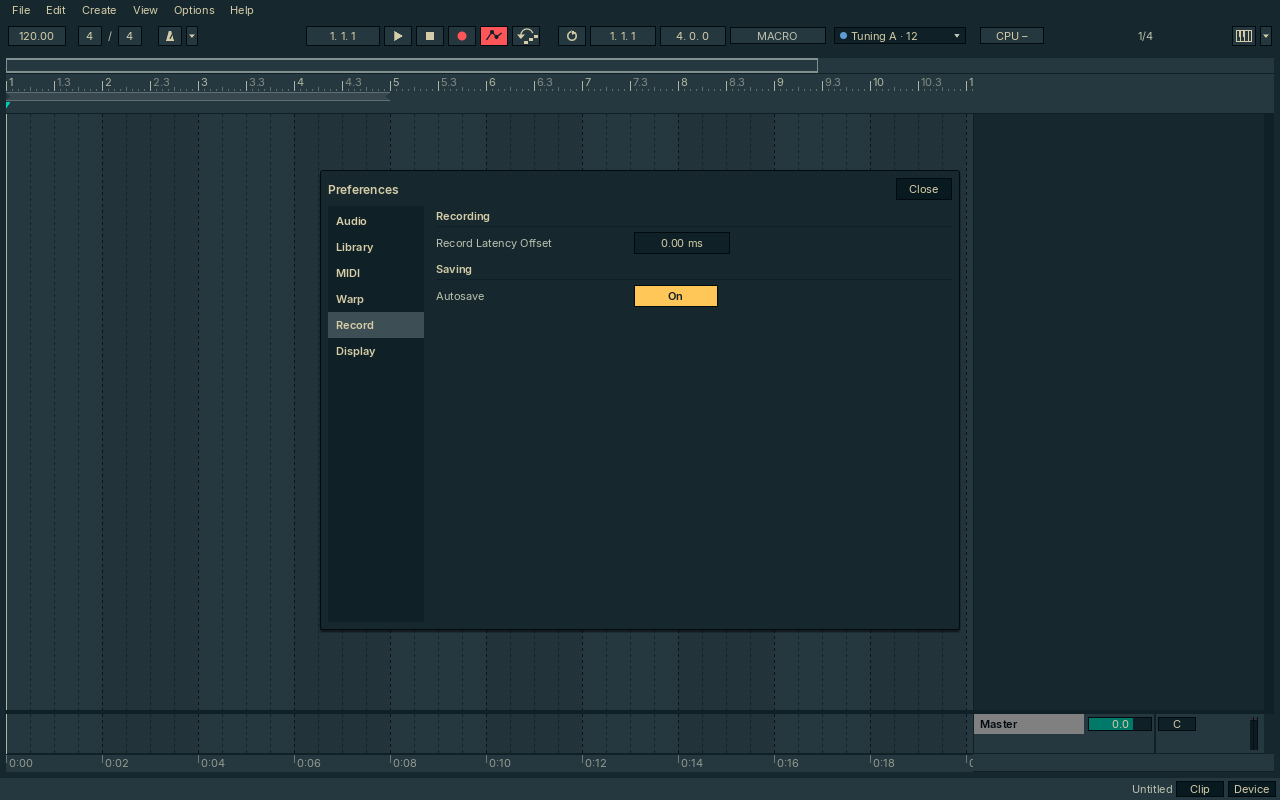 File Edit Create View Options Help
120.00 4 / 4 1. 1. 1 1. 1. 1 4. 0. 0 MACRO Tuning A · 12 CPU – 1/4
1 1.3 2 2.3 3 3.3 4 4.3 5 5.3 6 6.3 7 7.3 8 8.3 9 9.3 10 10.3 1
Preferences Close
Audio
Library
MIDI
Warp
Record
Display
Recording
Record Latency Offset 0.00 ms
Saving
Autosave On
Master 0.0 C
0:00 0:02 0:04 0:06 0:08 0:10 0:12 0:14 0:16 0:18
Untitled Clip Device